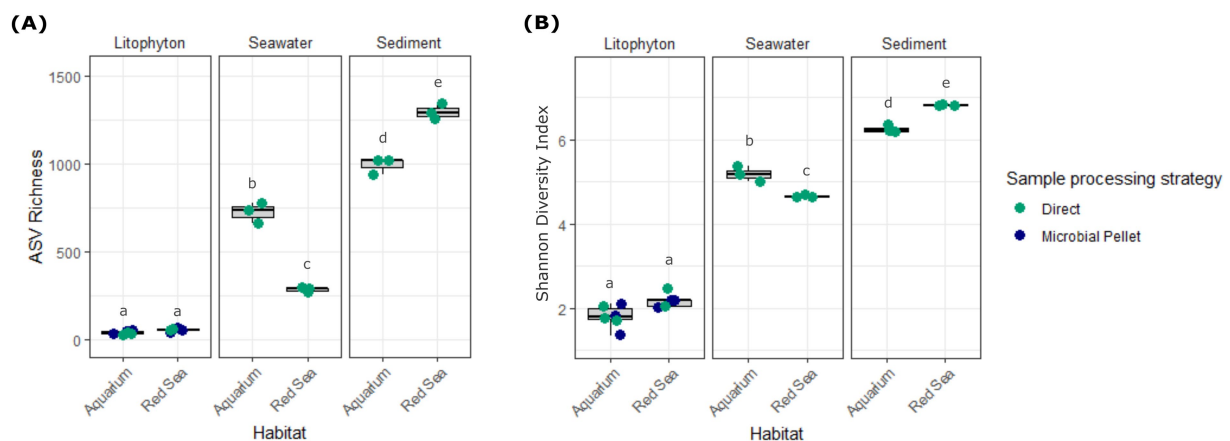 (A)
Litophyton Seawater Sediment
ASV Richness
1500
1000
500
0
a a
b
c
d
e
Aquarium Red Sea Aquarium Red Sea Aquarium Red Sea
Habitat
(B)
Litophyton Seawater Sediment
Shannon Diversity Index
6
4
2
a
a
b
c
d
e
Aquarium Red Sea Aquarium Red Sea Aquarium Red Sea
Habitat
Sample processing strategy
Direct
Microbial Pellet